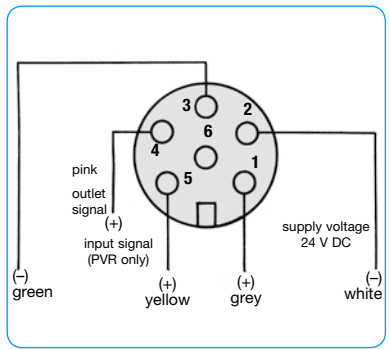 3
2
6
4
1
5
pink
outlet
signal
(+)
input signal
(PVR only)
supply voltage
24 V DC
(–)
green
(+)
yellow
(+)
grey
(–)
white